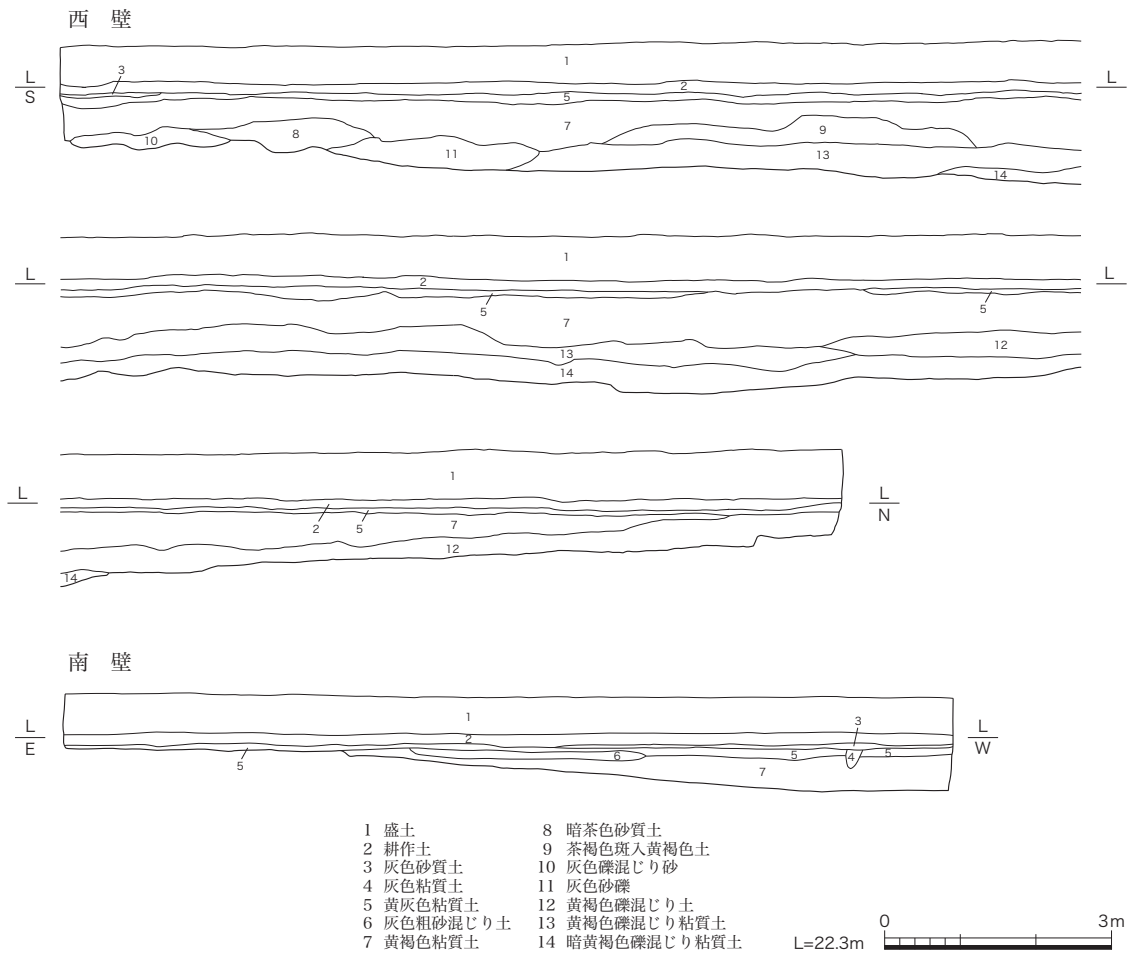 西 壁
1
L
S
3
2
L
5
7
8
9
10
11
13
14
1
L
2
L
5
5
7
12
13
14
1
L
L
N
2
5
7
12
14
南 壁
1
3
L
E
2
L
W
5
6
5
4
5
7
1 盛土
2 耕作土
3 灰色砂質土
4 灰色粘質土
5 黄灰色粘質土
6 灰色粗砂混じり土
7 黄褐色粘質土
8 暗茶色砂質土
9 茶褐色斑入黄褐色土
10 灰色礫混じり砂
11 灰色砂礫
12 黄褐色礫混じり土
13 黄褐色礫混じり粘質土
14 暗黄褐色礫混じり粘質土
0 3m
L=22.3m